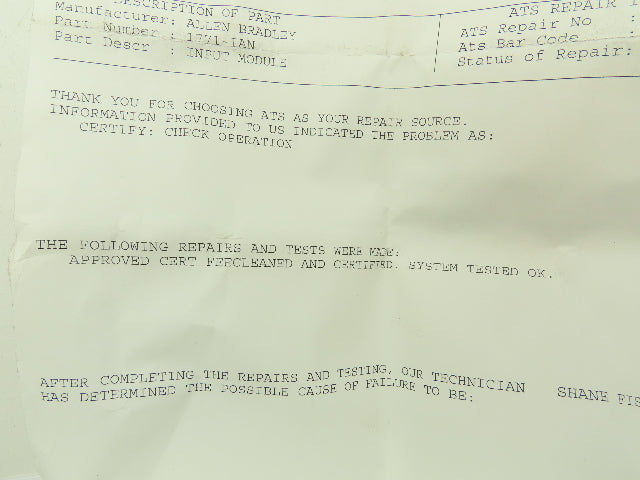 DESCRIPTION OF PART
Manufacturer: ALLEN BRADLEY
Part Number : 1771-IAN
Part Descr : INPUT MODULE
ATS REPAIR
ATS Repair No :
Ats Bar Code :
Status of Repair:
THANK YOU FOR CHOOSING ATS AS YOUR REPAIR SOURCE.
INFORMATION PROVIDED TO US INDICATED THE PROBLEM AS:
CERTIFY: CHECK OPERATION
THE FOLLOWING REPAIRS AND TESTS WERE MADE:
APPROVED CERT FEECLEANED AND CERTIFIED. SYSTEM TESTED OK.
AFTER COMPLETING THE REPAIRS AND TESTING, OUR TECHNICIAN SHANE FIS
HAS DETERMINED THE POSSIBLE CAUSE OF FAILURE TO BE: